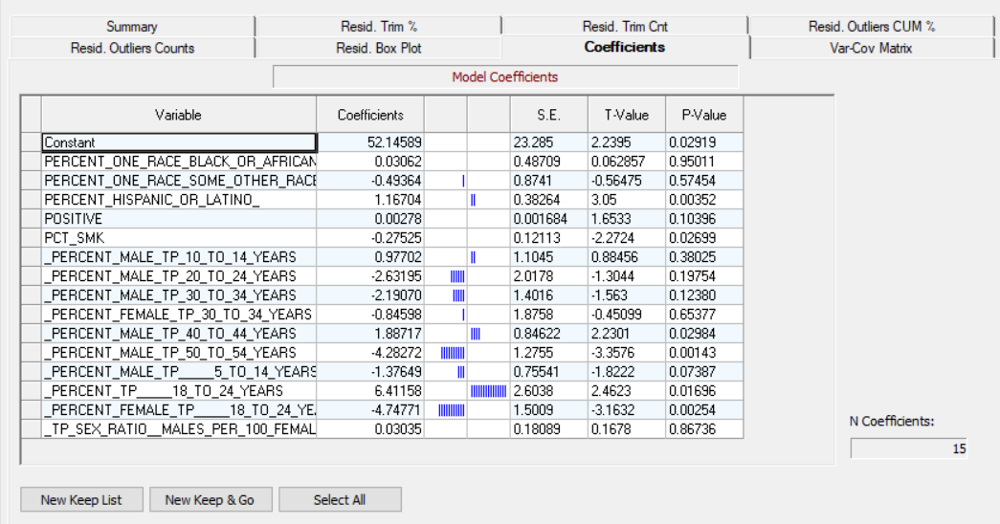 Summary Resid. Trim % Resid. Trim Cnt Resid. Outliers CUM %
Resid. Outliers Counts Resid. Box Plot Coefficients Var-Cov Matrix
Model Coefficients
Variable Coefficients S.E. T-Value P-Value
Constant 52.14589 23.285 2.2395 0.02919
PERCENT_ONE_RACE_BLACK_OR_AFRICAN 0.03062 0.48709 0.062857 0.95011
PERCENT_ONE_RACE_SOME_OTHER_RACE -0.49364 0.8741 -0.56475 0.57454
PERCENT_HISPANIC_OR_LATINO_ 1.16704 0.38264 3.05 0.00352
POSITIVE 0.00278 0.001684 1.6533 0.10396
PCT_SMK -0.27525 0.12113 -2.2724 0.02699
_PERCENT_MALE_TP_10_TO_14_YEARS 0.97702 1.1045 0.88456 0.38025
_PERCENT_MALE_TP_20_TO_24_YEARS -2.63195 2.0178 -1.3044 0.19754
_PERCENT_MALE_TP_30_TO_34_YEARS -2.19070 1.4016 -1.563 0.12380
_PERCENT_FEMALE_TP_30_TO_34_YEARS -0.84598 1.8758 -0.45099 0.65377
_PERCENT_MALE_TP_40_TO_44_YEARS 1.88717 0.84622 2.2301 0.02984
_PERCENT_MALE_TP_50_TO_54_YEARS -4.28272 1.2755 -3.3576 0.00143
_PERCENT_MALE_TP_____5_TO_14_YEARS -1.37649 0.75541 -1.8222 0.07387
_PERCENT_TP_____18_TO_24_YEARS 6.41158 2.6038 2.4623 0.01696
_PERCENT_FEMALE_TP_____18_TO_24_YE. -4.74771 1.5009 -3.1632 0.00254
_TP_SEX_RATIO__MALES_PER_100_FEMAL 0.03035 0.18089 0.1678 0.86736
N Coefficients:
15
New Keep List New Keep & Go Select All